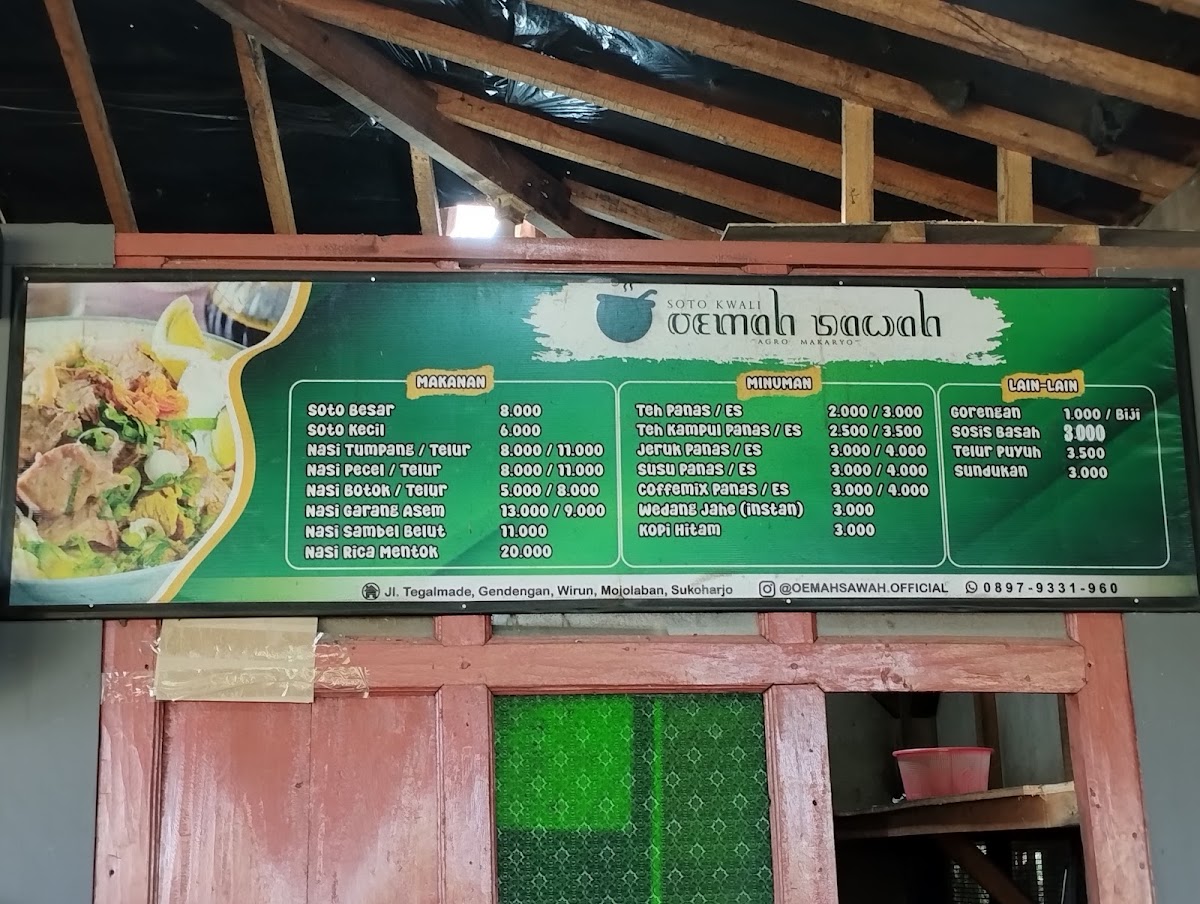 SOTO KWALI
oemah sawah
~AGRO MAKARYO~
MAKANAN
Soto Besar 8.000
Soto Kecil 6.000
Nasi Tumpang / Telur 8.000 / 11.000
Nasi Pecel / Telur 8.000 / 11.000
Nasi Botok / Telur 5.000 / 8.000
Nasi Garang Asem 13.000 / 9.000
Nasi Sambel Belut 11.000
Nasi Rica Mentok 20.000
MINUMAN
Teh Panas / Es 2.000 / 3.000
Teh Kampul Panas / Es 2.500 / 3.500
Jeruk Panas / Es 3.000 / 4.000
Susu Panas / Es 3.000 / 4.000
Coffemix Panas / Es 3.000 / 4.000
Wedang Jahe (instan) 3.000
Kopi Hitam 3.000
LAIN-LAIN
Gorengan 1.000 / Biji
Sosis Basah 3.000
Telur Puyuh 3.500
Sundukan 3.000
Jl. Tegalmade, Gendengan, Wirun, Mojolaban, Sukoharjo @OEMAHSAWAH.OFFICIAL 0897-9331-960